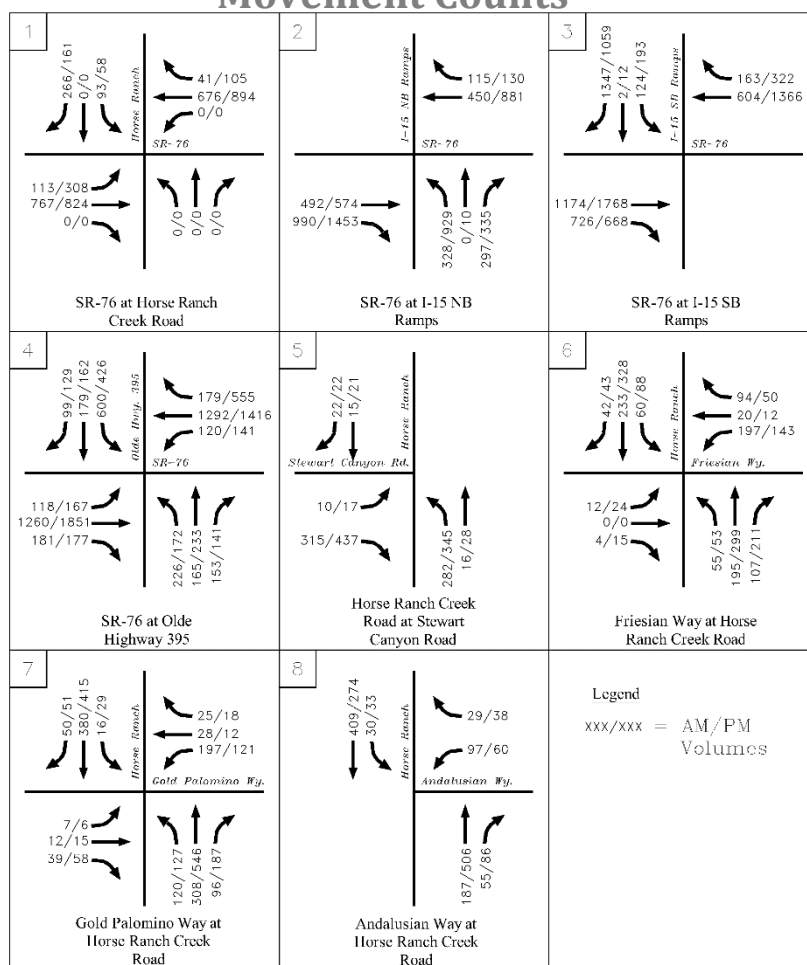 Movement Counts
1
266/161
0/0
93/58
Horse Ranch
41/105
676/894
0/0
SR-76
113/308
767/824
0/0
0/0
0/0
0/0
SR-76 at Horse Ranch
Creek Road
2
I-15 NB Ramps
115/130
450/881
SR-76
492/574
990/1453
328/929
0/10
297/335
SR-76 at I-15 NB
Ramps
3
1347/1059
2/12
124/193
I-15 SB Ramps
163/322
604/1366
SR-76
1174/1768
726/668
SR-76 at I-15 SB
Ramps
4
99/129
179/162
600/426
Olde Hwy. 395
179/555
1292/1416
120/141
SR-76
118/167
1260/1851
181/177
226/172
165/233
153/141
SR-76 at Olde
Highway 395
5
22/22
15/21
Horse Ranch
Stewart Canyon Rd.
10/17
315/437
282/345
16/28
Horse Ranch Creek
Road at Stewart
Canyon Road
6
42/43
233/328
60/88
Horse Ranch
94/50
20/12
197/143
Friesian Wy.
12/24
0/0
4/15
55/53
195/299
107/211
Friesian Way at Horse
Ranch Creek Road
7
50/51
380/415
16/29
Horse Ranch
25/18
28/12
197/121
Gold Palomino Wy.
7/6
12/15
39/58
120/127
308/546
96/187
Gold Palomino Way at
Horse Ranch Creek
Road
8
409/274
30/33
Horse Ranch
29/38
97/60
Andalusian Wy.
187/506
55/86
Andalusian Way at
Horse Ranch Creek
Road
Legend
xxx/xxx = AM/PM
Volumes